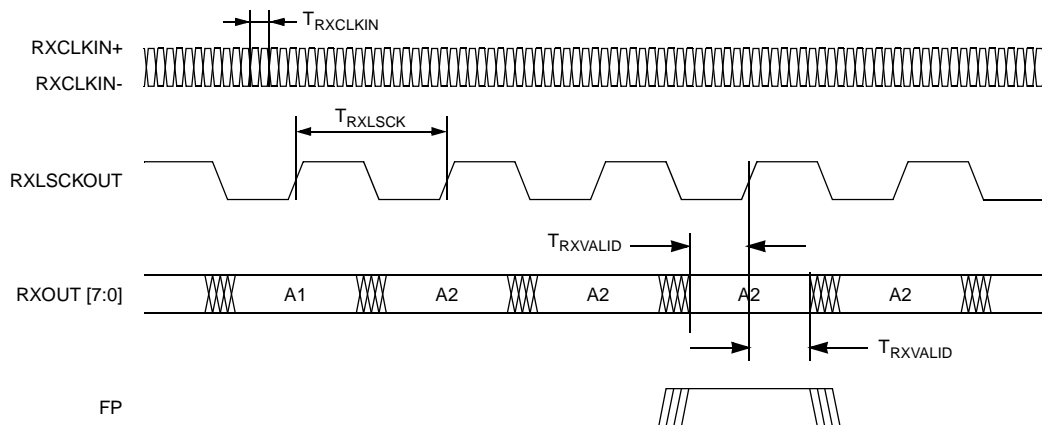 TRXCLKIN
RXCLKIN+
RXCLKIN-
TRXLSCK
RXLSCKOUT
TRXVALID
RXOUT [7:0]
A1 A2 A2 A2 A2
TRXVALID
FP